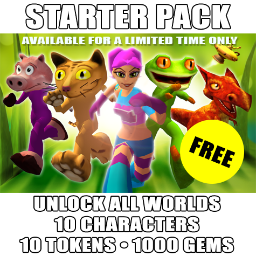 STARTER PACK
AVAILABLE FOR A LIMITED TIME ONLY
FREE
UNLOCK ALL WORLDS
10 CHARACTERS
10 TOKENS • 1000 GEMS